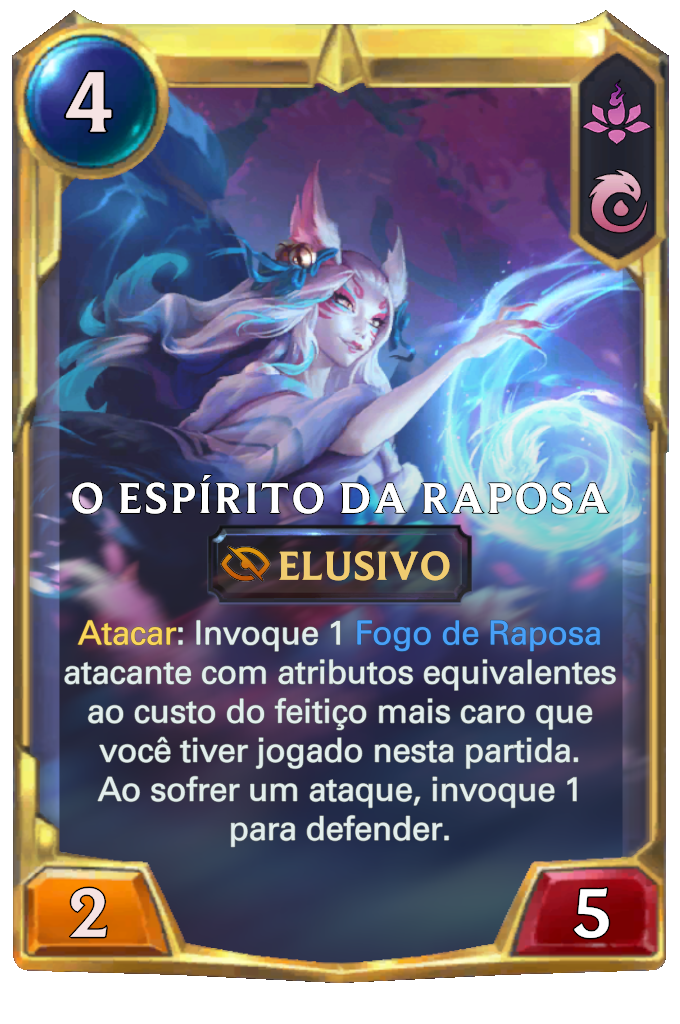 4
O ESPÍRITO DA RAPOSA
ELUSIVO
Atacar: Invoque 1 Fogo de Raposa
atacante com atributos equivalentes
ao custo do feitiço mais caro que
você tiver jogado nesta partida.
Ao sofrer um ataque, invoque 1
para defender.
2
5